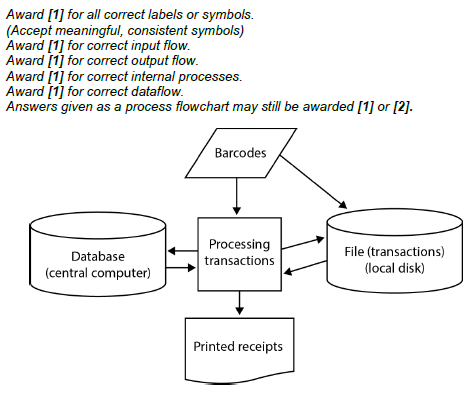 Award [1] for all correct labels or symbols.
(Accept meaningful, consistent symbols)
Award [1] for correct input flow.
Award [1] for correct output flow.
Award [1] for correct internal processes.
Award [1] for correct dataflow.
Answers given as a process flowchart may still be awarded [1] or [2].
Barcodes
Database
(central computer)
Processing
transactions
File (transactions)
(local disk)
Printed receipts